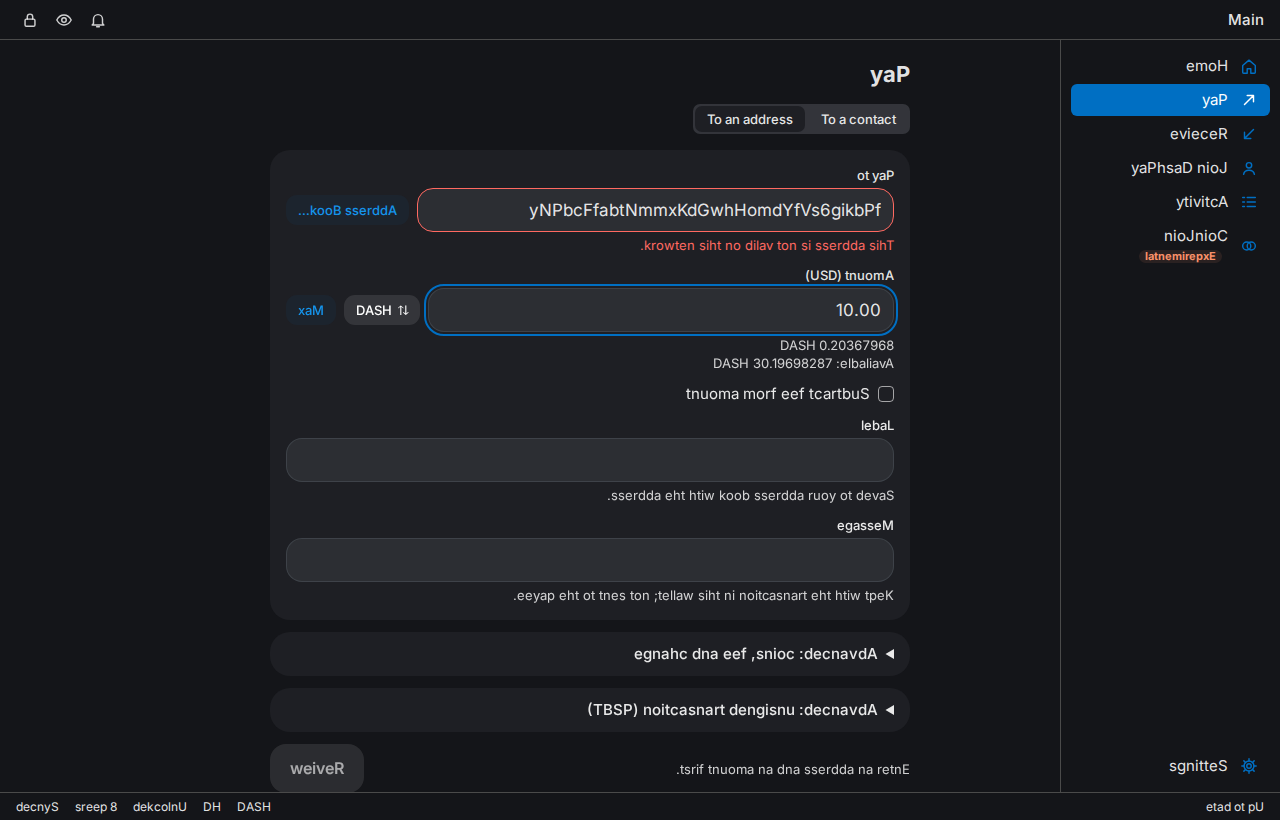 Main
emoH
yaP
evieceR
yaPhsaD nioJ
ytivitcA
nioJnioC
latnemirepxE
sgnitteS
yaP
To an address
To a contact
ot yaP
...kooB sserddA
yNPbcFfabtNmmxKdGwhHomdYfVs6gikbPf
.krowten siht no dilav ton si sserdda sihT
(USD) tnuomA
xaM
DASH ⇅
10.00
DASH 0.20367968
DASH 30.19698287 :elbaliavA
tnuoma morf eef tcartbuS
lebaL
.sserdda eht htiw koob sserdda ruoy ot devaS
egasseM
.eeyap eht ot tnes ton ;tellaw siht ni noitcasnart eht htiw tpeK
egnahc dna eef ,snioc :decnavdA
(TBSP) noitcasnart dengisnu :decnavdA
weiveR
.tsrif tnuoma na dna sserdda na retnE
decnyS
sreep 8
dekcolnU
DH
DASH
etad ot pU